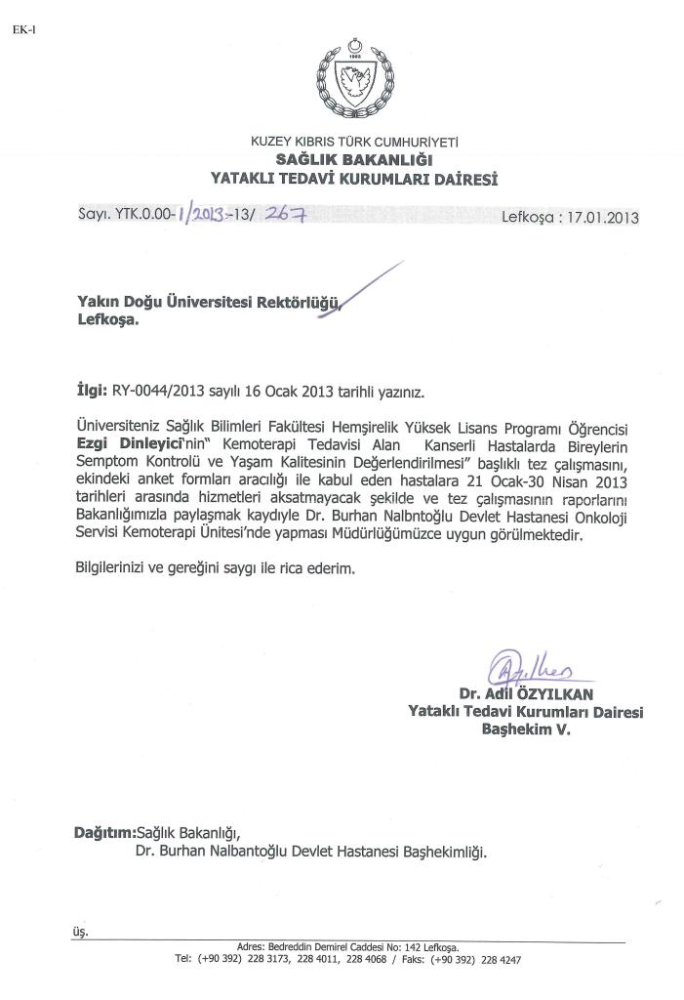 EK-I
1983
KUZEY KIBRIS TÜRK CUMHURİYETİ
SAĞLIK BAKANLIĞI
YATAKLI TEDAVİ KURUMLARI DAİRESİ
Sayı. YTK.0.00-1/2013-13/ 267 Lefkoşa : 17.01.2013
Yakın Doğu Üniversitesi Rektörlüğü,
Lefkoşa.
İlgi: RY-0044/2013 sayılı 16 Ocak 2013 tarihli yazınız.
Üniversiteniz Sağlık Bilimleri Fakültesi Hemşirelik Yüksek Lisans Programı Öğrencisi
Ezgi Dinleyici'nin" Kemoterapi Tedavisi Alan Kanserli Hastalarda Bireylerin
Semptom Kontrolü ve Yaşam Kalitesinin Değerlendirilmesi" başlıklı tez çalışmasını,
ekindeki anket formları aracılığı ile kabul eden hastalara 21 Ocak-30 Nisan 2013
tarihleri arasında hizmetleri aksatmayacak şekilde ve tez çalışmasının raporlarını
Bakanlığımızla paylaşmak kaydıyle Dr. Burhan Nalbntoğlu Devlet Hastanesi Onkoloji
Servisi Kemoterapi Ünitesi'nde yapması Müdürlüğümüzce uygun görülmektedir.
Bilgilerinizi ve gereğini saygı ile rica ederim.
Dr. Adil ÖZYILKAN
Yataklı Tedavi Kurumları Dairesi
Başhekim V.
Dağıtım:Sağlık Bakanlığı,
Dr. Burhan Nalbantoğlu Devlet Hastanesi Başhekimliği.
üş.
Adres: Bedreddin Demirel Caddesi No: 142 Lefkoşa.
Tel: (+90 392) 228 3173, 228 4011, 228 4068 / Faks: (+90 392) 228 4247